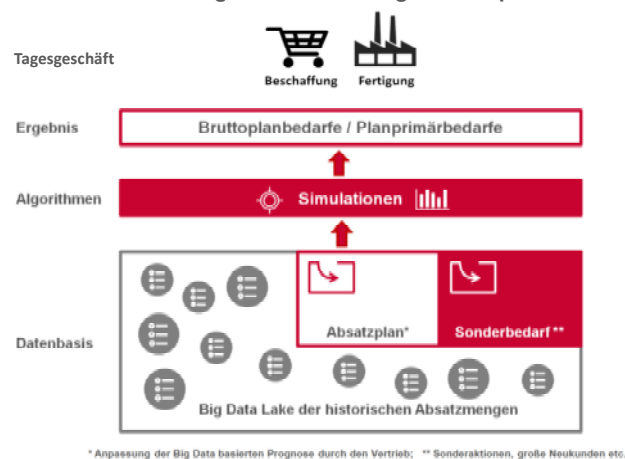 Tagesgeschäft
Beschaffung Fertigung
Ergebnis
Bruttoplanbedarfe / Planprimärbedarfe
Algorithmen
Simulationen
Absatzplan*
Sonderbedarf **
Datenbasis
Big Data Lake der historischen Absatzmengen
* Anpassung der Big Data basierten Prognose durch den Vertrieb; ** Sonderaktionen, große Neukunden etc.